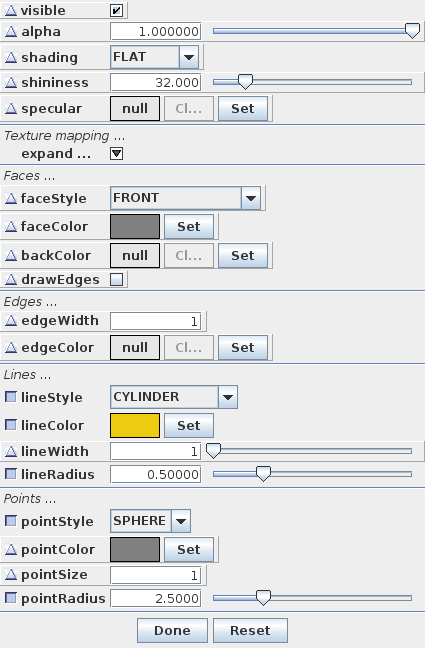 visible
alpha 1.000000
shading FLAT
shininess 32.000
specular null Cl... Set
Texture mapping ...
expand ...
Faces ...
faceStyle FRONT
faceColor Set
backColor null Cl... Set
drawEdges
Edges ...
edgeWidth 1
edgeColor null Cl... Set
Lines ...
lineStyle CYLINDER
lineColor Set
lineWidth 1
lineRadius 0.50000
Points ...
pointStyle SPHERE
pointColor Set
pointSize 1
pointRadius 2.5000
Done Reset